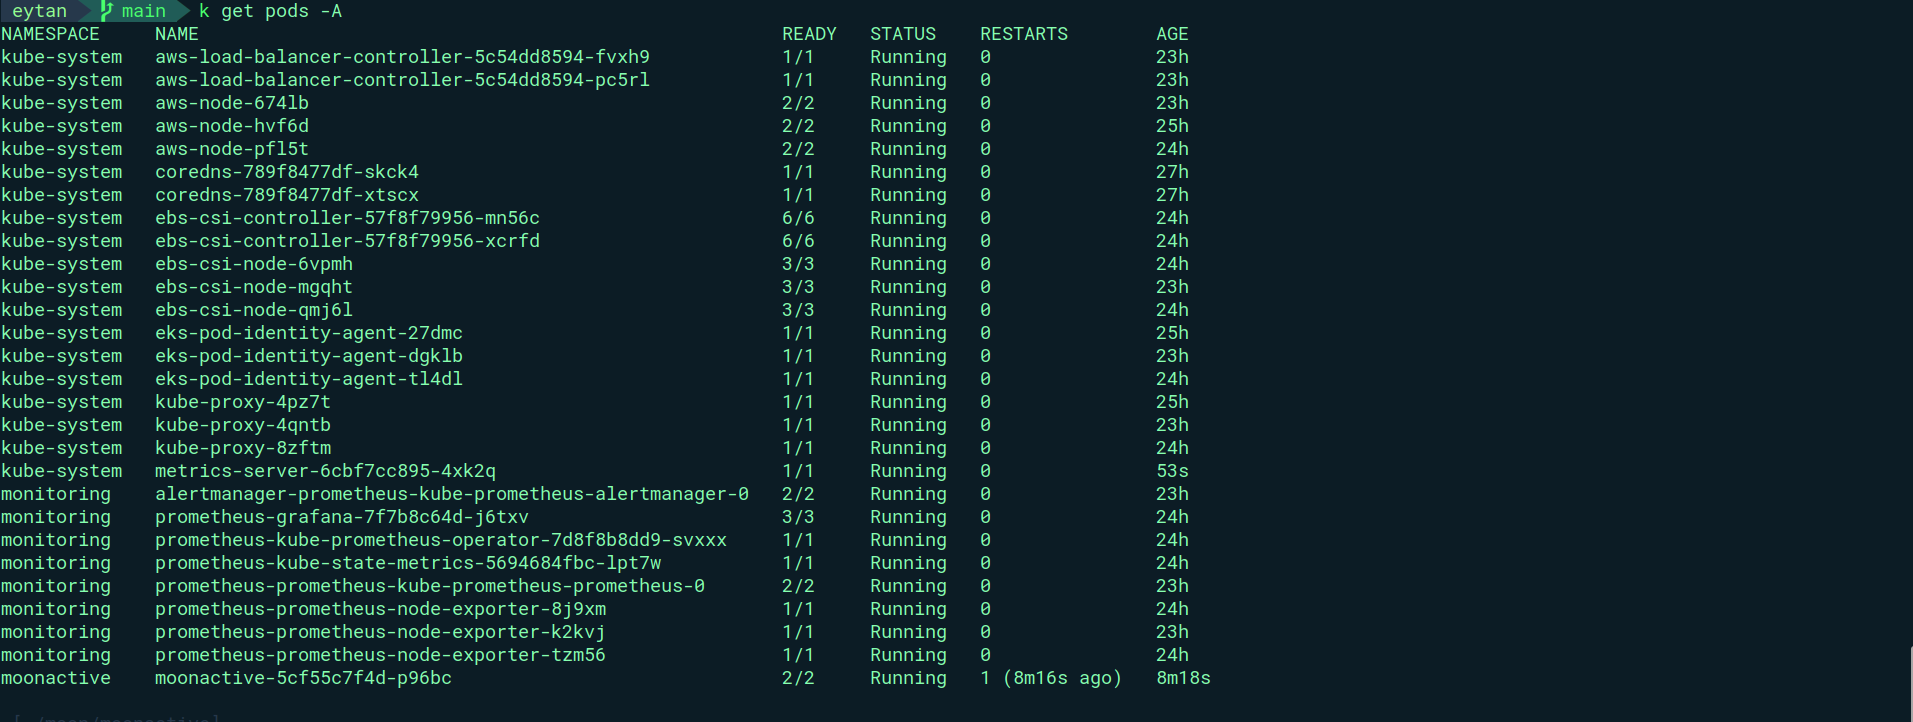 eytan main k get pods -A
NAMESPACE NAME READY STATUS RESTARTS AGE
kube-system aws-load-balancer-controller-5c54dd8594-fvxh9 1/1 Running 0 23h
kube-system aws-load-balancer-controller-5c54dd8594-pc5rl 1/1 Running 0 23h
kube-system aws-node-674lb 2/2 Running 0 23h
kube-system aws-node-hvf6d 2/2 Running 0 25h
kube-system aws-node-pfl5t 2/2 Running 0 24h
kube-system coredns-789f8477df-skck4 1/1 Running 0 27h
kube-system coredns-789f8477df-xtscx 1/1 Running 0 27h
kube-system ebs-csi-controller-57f8f79956-mn56c 6/6 Running 0 24h
kube-system ebs-csi-controller-57f8f79956-xcrfd 6/6 Running 0 24h
kube-system ebs-csi-node-6vpmh 3/3 Running 0 24h
kube-system ebs-csi-node-mgqht 3/3 Running 0 23h
kube-system ebs-csi-node-qmj6l 3/3 Running 0 24h
kube-system eks-pod-identity-agent-27dmc 1/1 Running 0 25h
kube-system eks-pod-identity-agent-dgklb 1/1 Running 0 23h
kube-system eks-pod-identity-agent-tl4dl 1/1 Running 0 24h
kube-system kube-proxy-4pz7t 1/1 Running 0 25h
kube-system kube-proxy-4qntb 1/1 Running 0 23h
kube-system kube-proxy-8zftm 1/1 Running 0 24h
kube-system metrics-server-6cbf7cc895-4xk2q 1/1 Running 0 53s
monitoring alertmanager-prometheus-kube-prometheus-alertmanager-0 2/2 Running 0 23h
monitoring prometheus-grafana-7f7b8c64d-j6txv 3/3 Running 0 24h
monitoring prometheus-kube-prometheus-operator-7d8f8b8dd9-svxxx 1/1 Running 0 24h
monitoring prometheus-kube-state-metrics-5694684fbc-lpt7w 1/1 Running 0 24h
monitoring prometheus-prometheus-kube-prometheus-prometheus-0 2/2 Running 0 23h
monitoring prometheus-prometheus-node-exporter-8j9xm 1/1 Running 0 24h
monitoring prometheus-prometheus-node-exporter-k2kvj 1/1 Running 0 23h
monitoring prometheus-prometheus-node-exporter-tzm56 1/1 Running 0 24h
moonactive moonactive-5cf55c7f4d-p96bc 2/2 Running 1 (8m16s ago) 8m18s